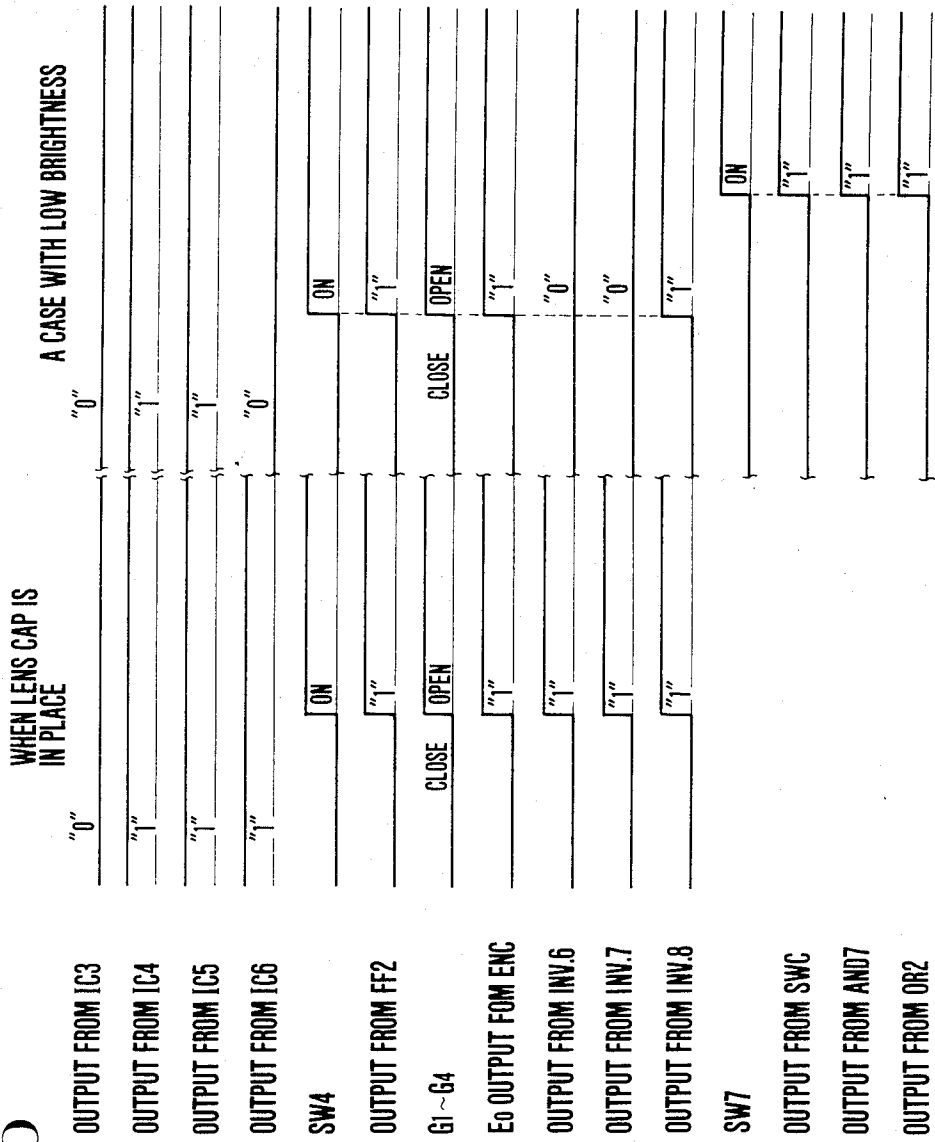 WHEN LENS CAP IS
IN PLACE
A CASE WITH LOW BRIGHTNESS
OUTPUT FROM IC3 "0" "0"
OUTPUT FROM IC4 "1" "1"
OUTPUT FROM IC5 "1" "1"
OUTPUT FROM IC6 "1" "0"
SW4 ON ON
OUTPUT FROM FF2 "1" "1"
G1~G4 CLOSE OPEN CLOSE OPEN
E0 OUTPUT FOM ENC "1" "1"
OUTPUT FROM INV.6 "1" "0"
OUTPUT FROM INV.7 "1" "0"
OUTPUT FROM INV.8 "1" "1"
SW7 ON
OUTPUT FROM SWC "1"
OUTPUT FROM AND7 "1"
OUTPUT FROM OR2 "1"